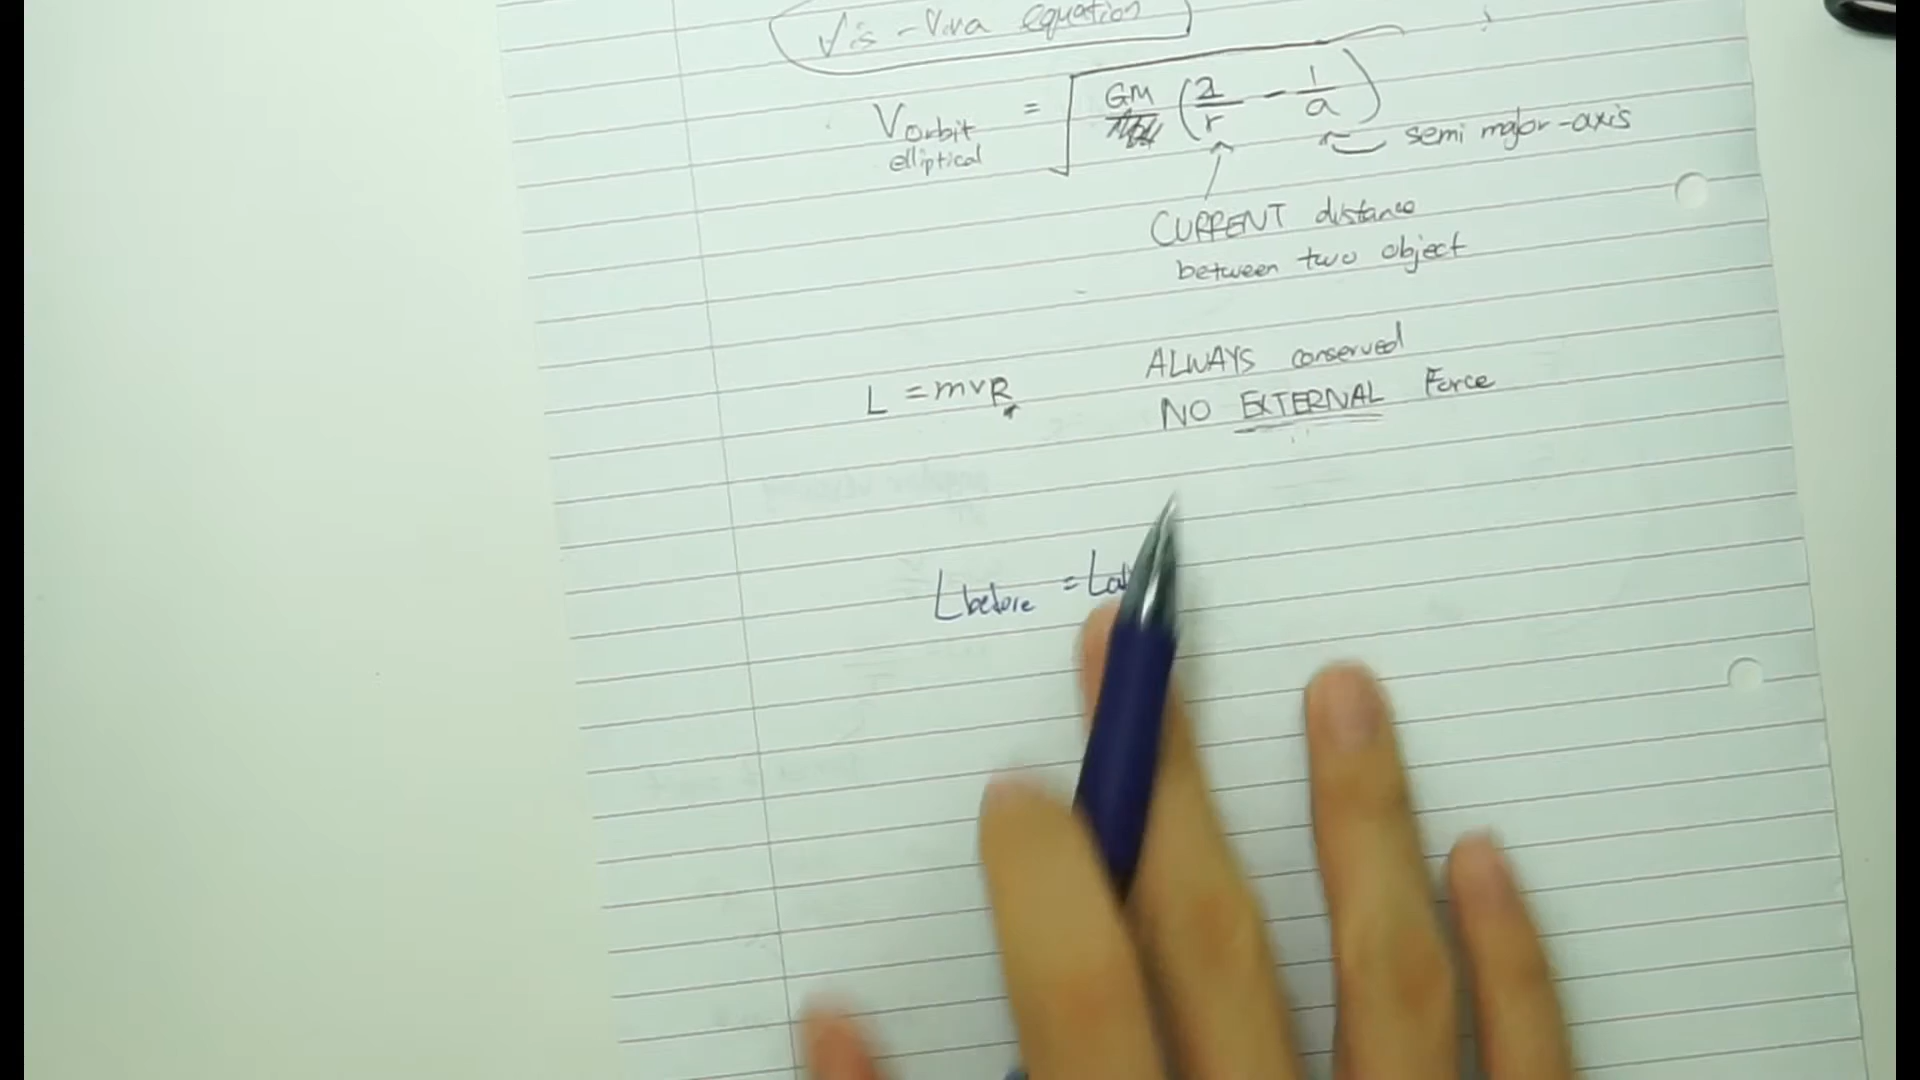 Vis-Viva equation
Vorbit elliptical = √ GM (2/r - 1/a)
semi major-axis
CURRENT distance
between two object
L = mvR
ALWAYS conserved
NO EXTERNAL Force
Lbefore =